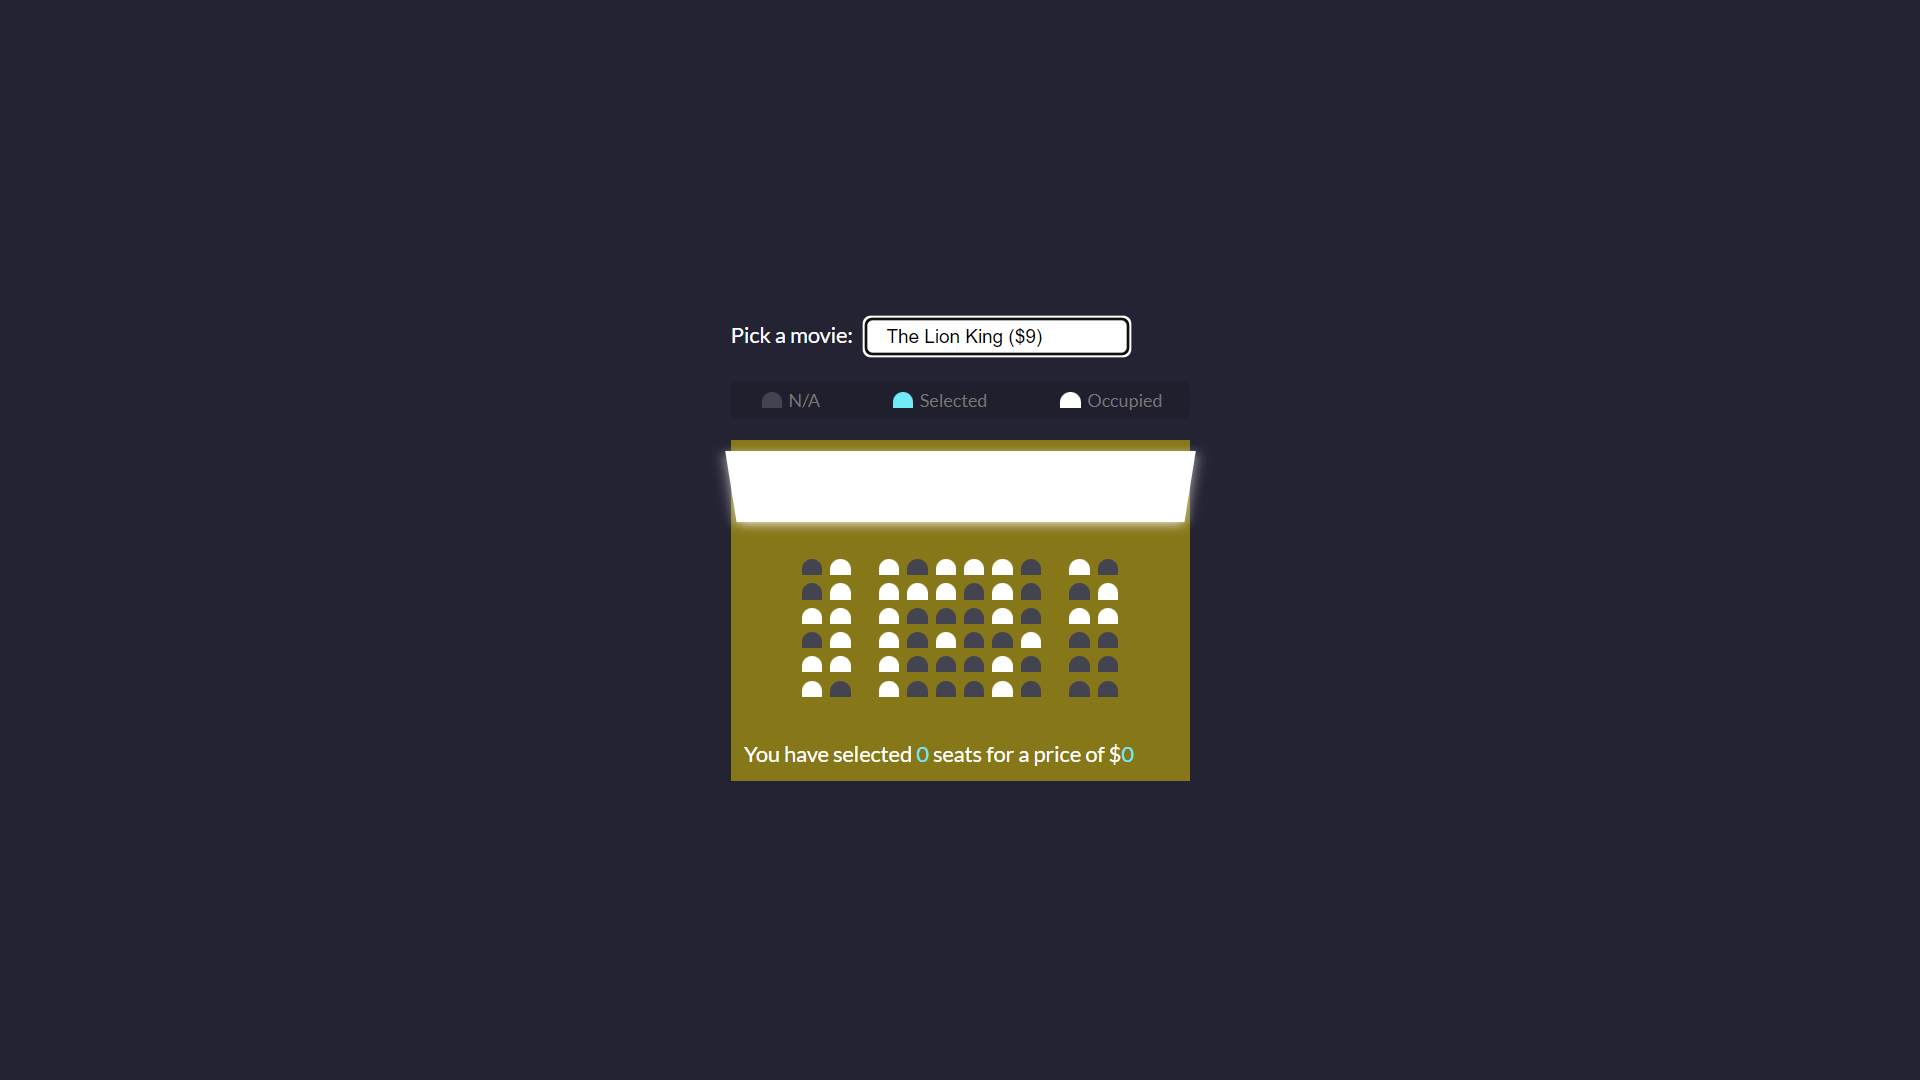 Pick a movie: The Lion King ($9)
N/A Selected Occupied
You have selected 0 seats for a price of $0